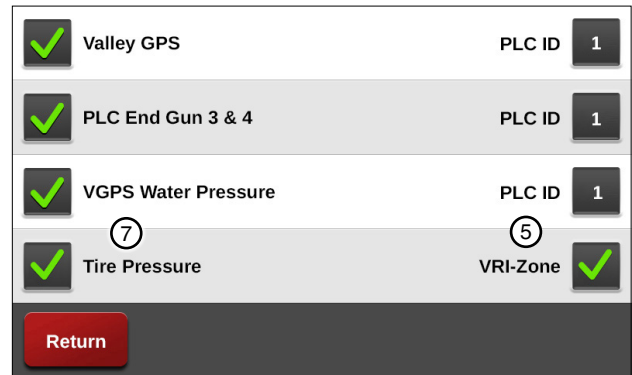 Valley GPS PLC ID 1
PLC End Gun 3 & 4 PLC ID 1
VGPS Water Pressure PLC ID 1
7 5
Tire Pressure VRI-Zone
Return